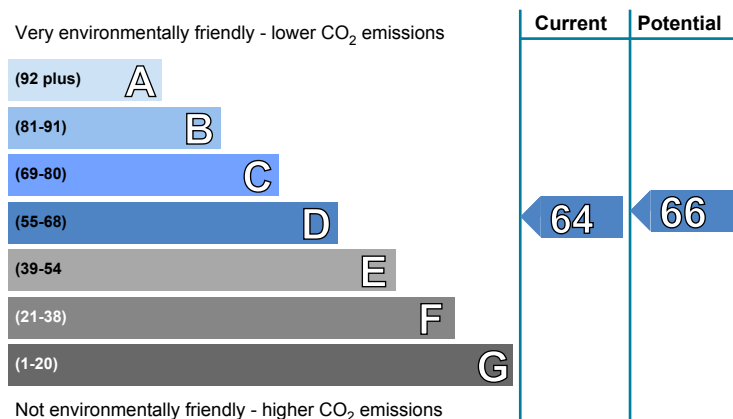 Very environmentally friendly - lower CO₂ emissions
Current
Potential
(92 plus) A
(81-91) B
(69-80) C
(55-68) D
64
66
(39-54 E
(21-38) F
(1-20) G
Not environmentally friendly - higher CO₂ emissions